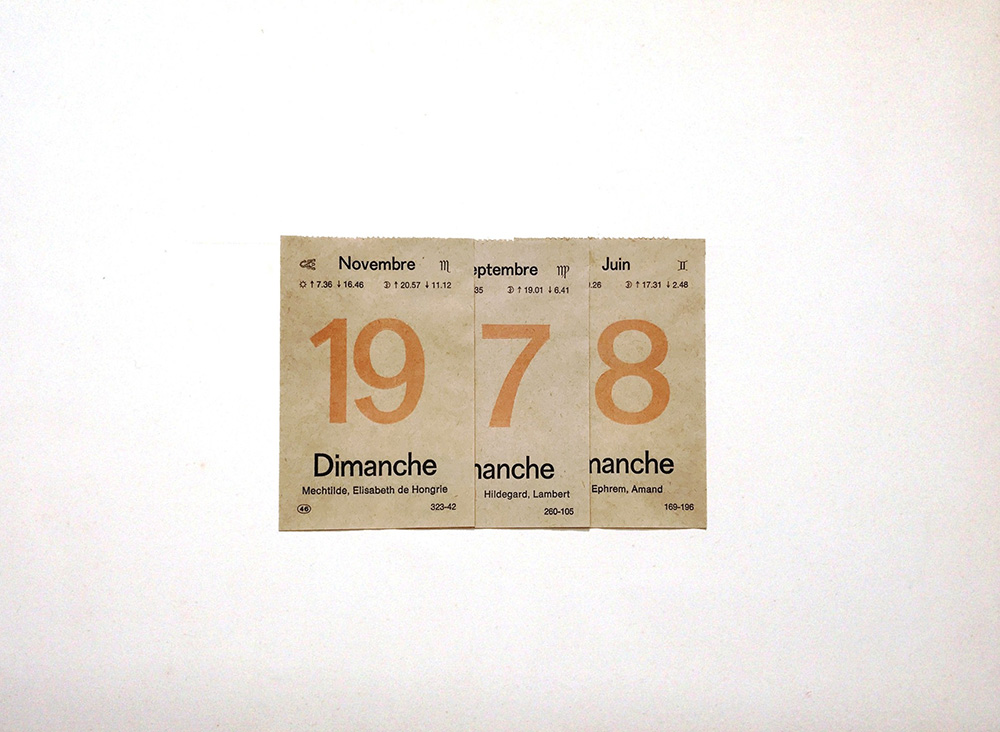 Novembre ♏
☼ ↑ 7.36 ↓ 16.46 ☽ ↑ 20.57 ↓ 11.12
19
Dimanche
Mechtilde, Elisabeth de Hongrie
46 323-42
eptembre ♍
35 ☽ ↑ 19.01 ↓ 6.41
7
manche
Hildegard, Lambert
260-105
Juin ♊
.26 ☽ ↑ 17.31 ↓ 2.48
8
manche
Ephrem, Amand
169-196